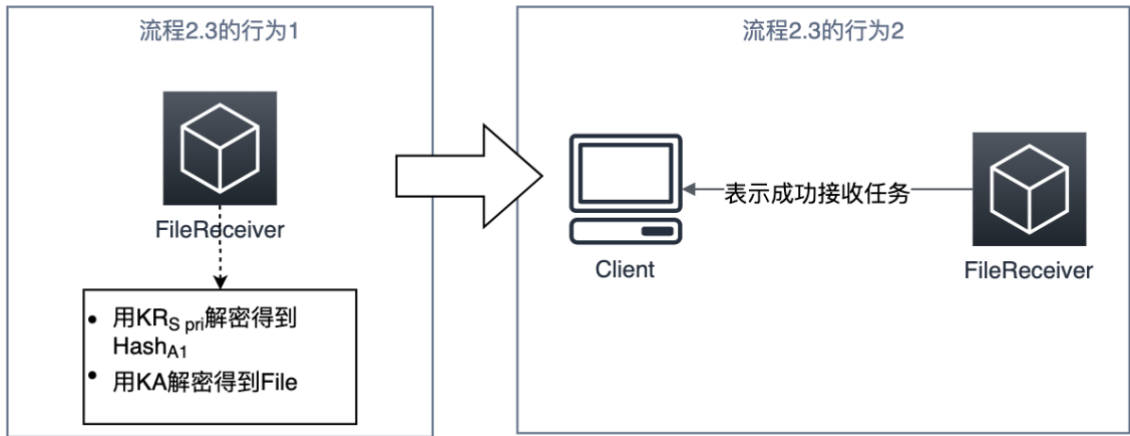 流程2.3的行为1
FileReceiver
• 用KR_S pri解密得到
Hash_A1
• 用KA解密得到File
流程2.3的行为2
Client
表示成功接收任务
FileReceiver